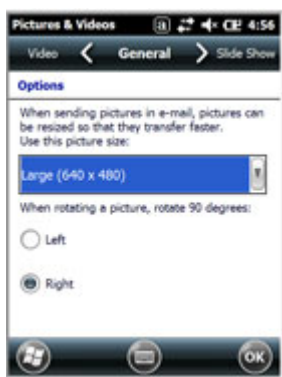 Pictures & Videos a 4:56
Video General Slide Show
Options
When sending pictures in e-mail, pictures can
be resized so that they transfer faster.
Use this picture size:
Large (640 x 480)
When rotating a picture, rotate 90 degrees:
Left
Right
OK